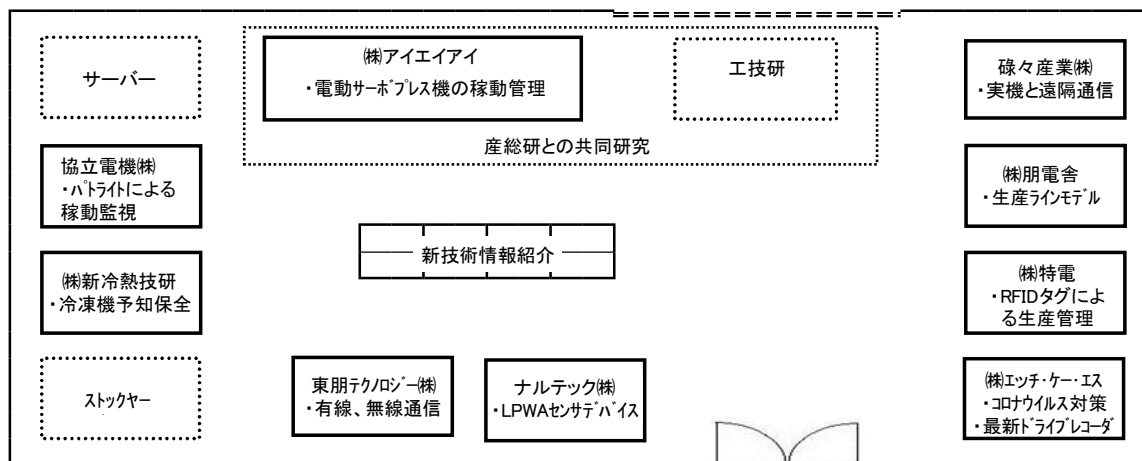 サーバー
㈱アイエイアイ
・電動サーボプレス機の稼動管理
工技研
産総研との共同研究
碌々産業㈱
・実機と遠隔通信
協立電機㈱
・パトライトによる
稼動監視
㈱朋電舎
・生産ラインモデル
新技術情報紹介
㈱新冷熱技研
・冷凍機予知保全
㈱特電
・RFIDタグによ
る生産管理
ストックヤー
東朋テクノロジー㈱
・有線、無線通信
ナルテック㈱
・LPWAセンサデバイス
㈱エッチ・ケー・エス
・コロナウイルス対策
・最新ドライブレコーダ